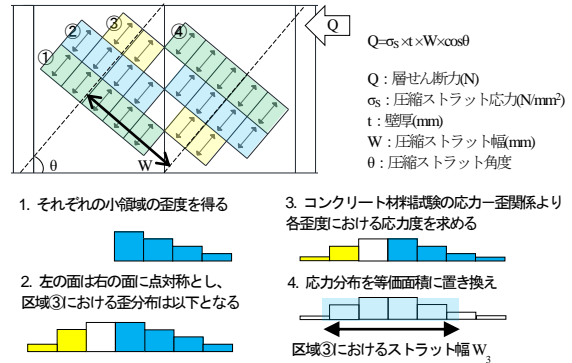 ① ② ③ ④
Q
θ
W
Q=σS×t×W×cosθ
Q：層せん断力(N)
σS：圧縮ストラット応力(N/mm²)
t：壁厚(mm)
W：圧縮ストラット幅(mm)
θ：圧縮ストラット角度
1. それぞれの小領域の歪度を得る
2. 左の面は右の面に点対称とし、
区域③における歪分布は以下となる
3. コンクリート材料試験の応力ー歪関係より
各歪度における応力度を求める
4. 応力分布を等価面積に置き換え
区域③におけるストラット幅 W3